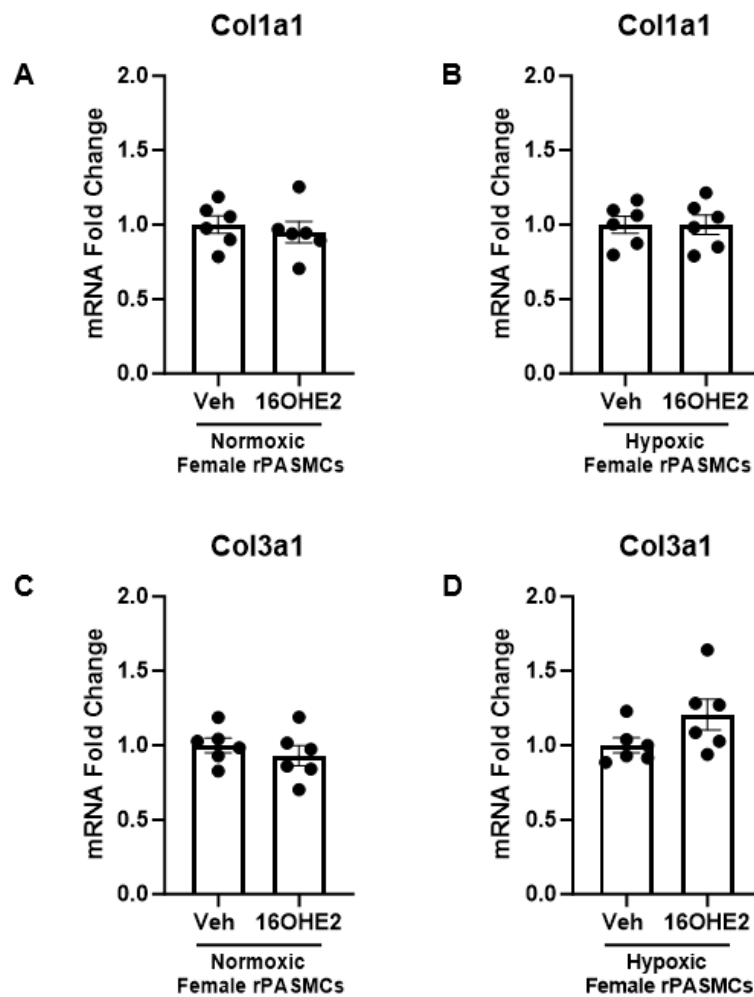 Col1a1
A
mRNA Fold Change
2.0
1.5
1.0
0.5
0.0
Veh 16OHE2
Normoxic
Female rPASMCs
Col1a1
B
mRNA Fold Change
2.0
1.5
1.0
0.5
0.0
Veh 16OHE2
Hypoxic
Female rPASMCs
Col3a1
C
mRNA Fold Change
2.0
1.5
1.0
0.5
0.0
Veh 16OHE2
Normoxic
Female rPASMCs
Col3a1
D
mRNA Fold Change
2.0
1.5
1.0
0.5
0.0
Veh 16OHE2
Hypoxic
Female rPASMCs